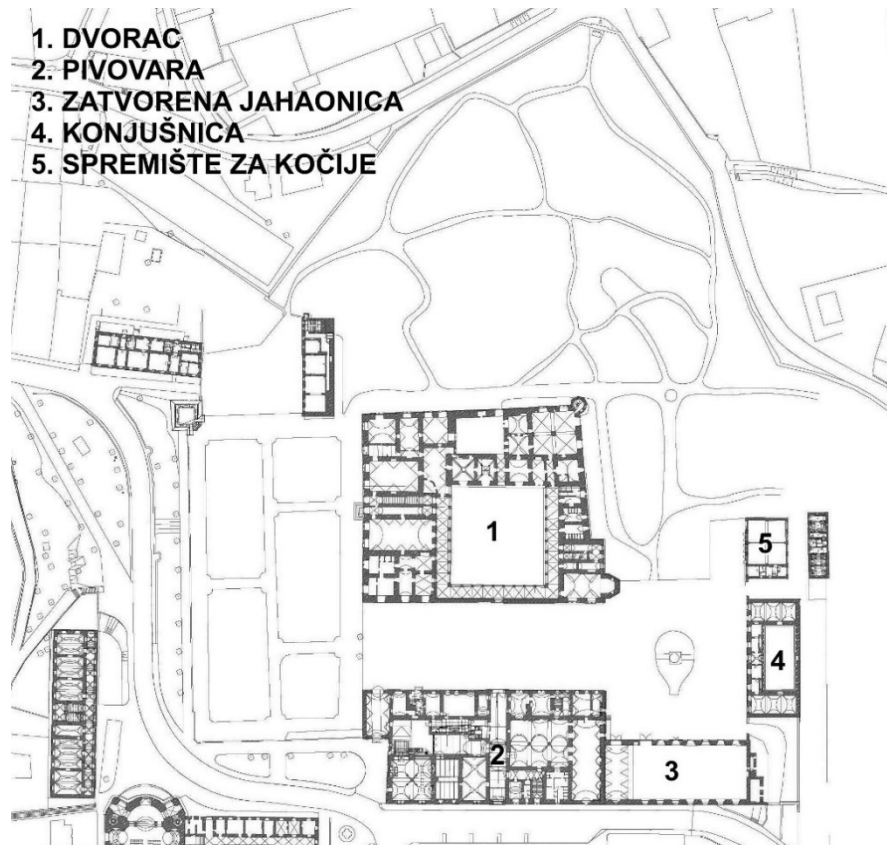 1. DVORAC
2. PIVOVARA
3. ZATVORENA JAHAONICA
4. KONJUŠNICA
5. SPREMIŠTE ZA KOČIJE
1
5
4
2
3